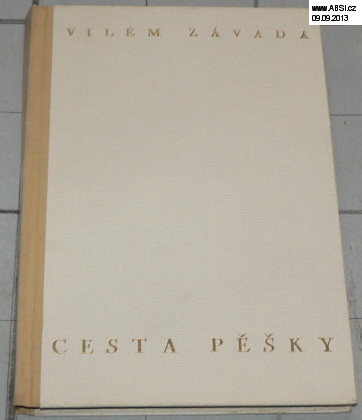 www.ABSI.cz
09.09.2013
VILÉM ZÁVADA
CESTA PĚŠKY